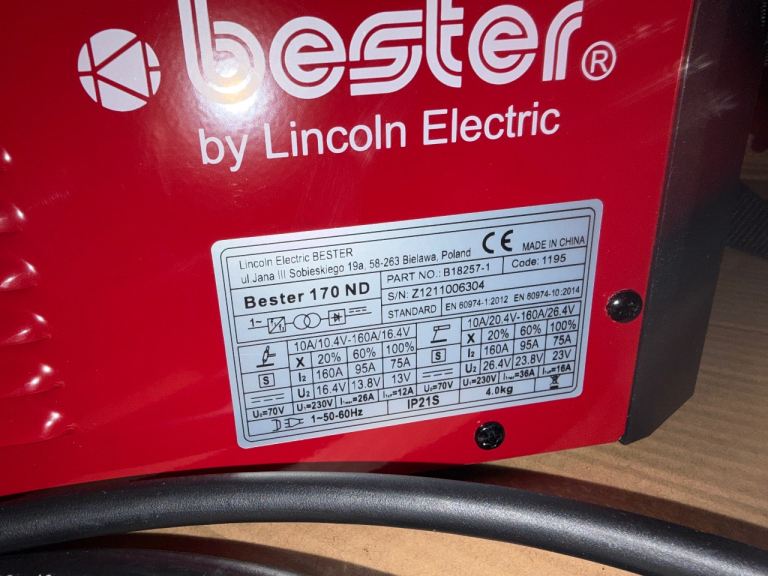 bester®
by Lincoln Electric
Lincoln Electric BESTER
ul Jana III Sobieskiego 19a, 58-263 Bielawa, Poland
CE MADE IN CHINA
Bester 170 ND
PART NO.: B18257-1 Code: 1195
S/N: Z1211006304
STANDARD EN 60974-1:2012 EN 60974-10:2014
1~
10A/10.4V-160A/16.4V
X 20% 60% 100%
S I₂ 160A 95A 75A
U₂ 16.4V 13.8V 13V
U₀=70V U₁=230V I₁ₘₐₓ=26A I₁eff=12A
10A/20.4V-160A/26.4V
X 20% 60% 100%
S I₂ 160A 95A 75A
U₂ 26.4V 23.8V 23V
U₀=70V U₁=230V I₁ₘₐₓ=36A I₁eff=16A
1~50-60Hz IP21S 4.0kg